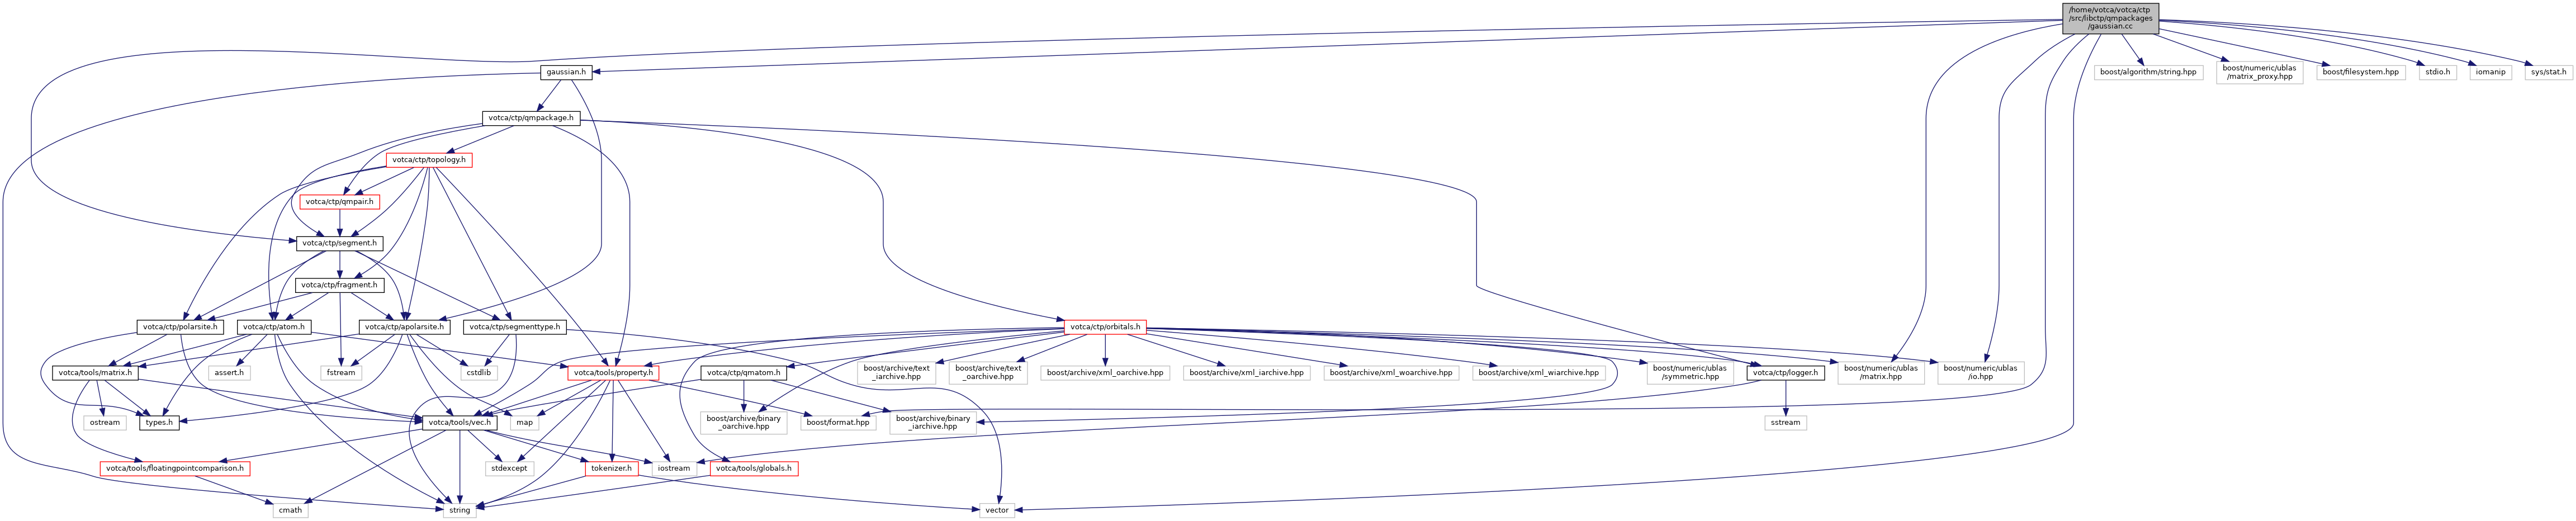 /home/votca/votca/ctp
/src/libctp/qmpackages
/gaussian.cc
gaussian.h
boost/algorithm/string.hpp
boost/numeric/ublas
/matrix_proxy.hpp
boost/filesystem.hpp
stdio.h
iomanip
sys/stat.h
votca/ctp/qmpackage.h
votca/ctp/topology.h
votca/ctp/qmpair.h
votca/ctp/segment.h
votca/ctp/fragment.h
votca/ctp/polarsite.h
votca/ctp/atom.h
votca/ctp/apolarsite.h
votca/ctp/segmenttype.h
votca/ctp/orbitals.h
votca/tools/matrix.h
assert.h
fstream
cstdlib
votca/tools/property.h
votca/ctp/qmatom.h
boost/archive/text
_iarchive.hpp
boost/archive/text
_oarchive.hpp
boost/archive/xml_oarchive.hpp
boost/archive/xml_iarchive.hpp
boost/archive/xml_woarchive.hpp
boost/archive/xml_wiarchive.hpp
boost/numeric/ublas
/symmetric.hpp
votca/ctp/logger.h
boost/numeric/ublas
/matrix.hpp
boost/numeric/ublas
/io.hpp
ostream
types.h
votca/tools/vec.h
map
boost/archive/binary
_oarchive.hpp
boost/format.hpp
boost/archive/binary
_iarchive.hpp
sstream
votca/tools/floatingpointcomparison.h
stdexcept
tokenizer.h
iostream
votca/tools/globals.h
cmath
string
vector